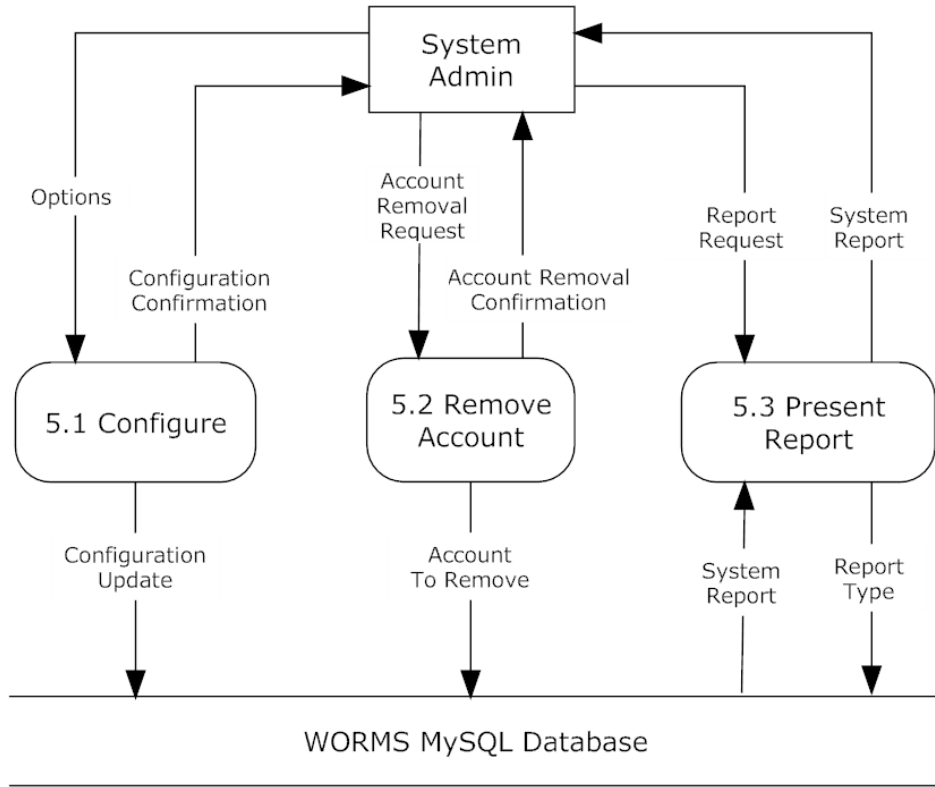 System
Admin
Options
Configuration
Confirmation
Account
Removal
Request
Account Removal
Confirmation
Report
Request
System
Report
5.1 Configure
5.2 Remove
Account
5.3 Present
Report
Configuration
Update
Account
To Remove
System
Report
Report
Type
WORMS MySQL Database